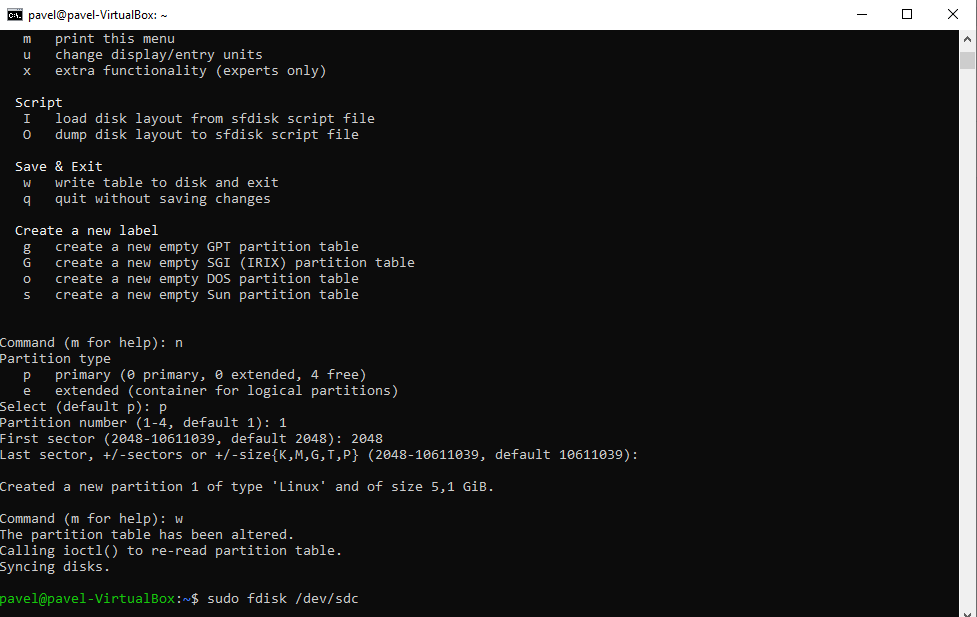 pavel@pavel-VirtualBox: ~
m   print this menu
u   change display/entry units
x   extra functionality (experts only)
Script
I   load disk layout from sfdisk script file
O   dump disk layout to sfdisk script file
Save & Exit
w   write table to disk and exit
q   quit without saving changes
Create a new label
g   create a new empty GPT partition table
G   create a new empty SGI (IRIX) partition table
o   create a new empty DOS partition table
s   create a new empty Sun partition table
Command (m for help): n
Partition type
p   primary (0 primary, 0 extended, 4 free)
e   extended (container for logical partitions)
Select (default p): p
Partition number (1-4, default 1): 1
First sector (2048-10611039, default 2048): 2048
Last sector, +/-sectors or +/-size{K,M,G,T,P} (2048-10611039, default 10611039):
Created a new partition 1 of type 'Linux' and of size 5,1 GiB.
Command (m for help): w
The partition table has been altered.
Calling ioctl() to re-read partition table.
Syncing disks.
pavel@pavel-VirtualBox:~$ sudo fdisk /dev/sdc